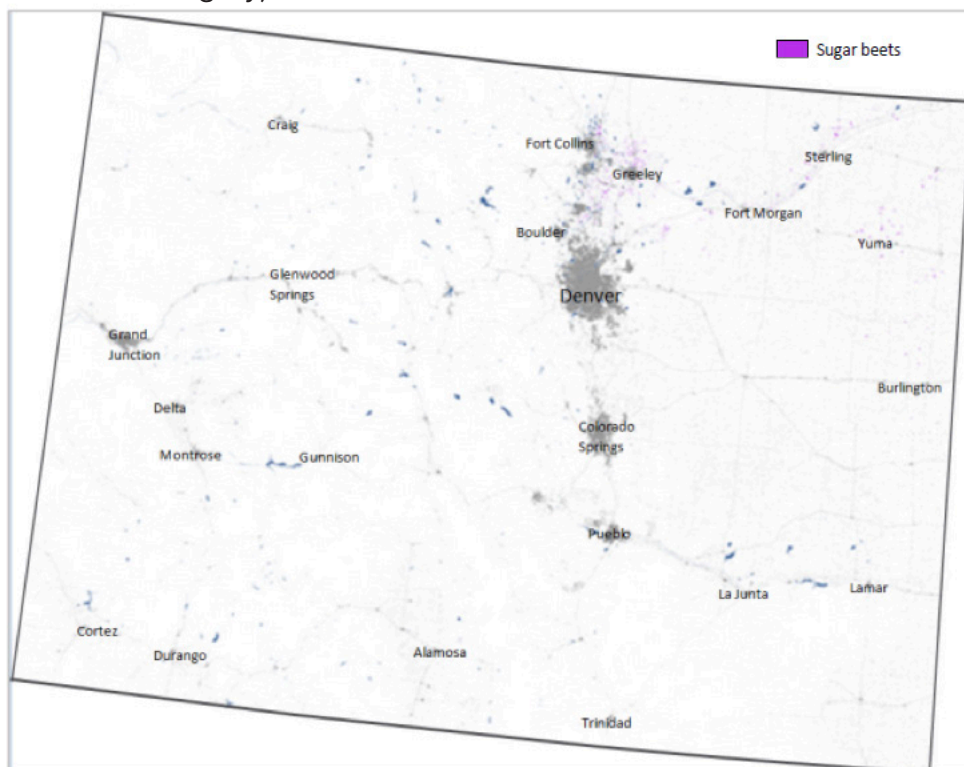 Sugar beets
Craig
Fort Collins
Sterling
Greeley
Fort Morgan
Boulder
Yuma
Glenwood
Springs
Denver
Grand
Junction
Burlington
Delta
Colorado
Springs
Montrose
Gunnison
Pueblo
La Junta
Lamar
Cortez
Durango
Alamosa
Trinidad